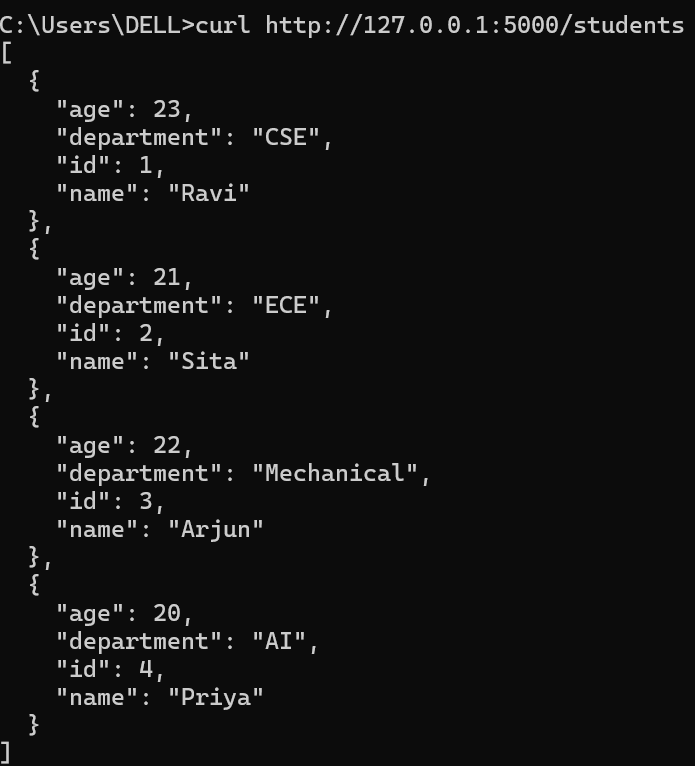 C:\Users\DELL>curl http://127.0.0.1:5000/students
[
  {
    "age": 23,
    "department": "CSE",
    "id": 1,
    "name": "Ravi"
  },
  {
    "age": 21,
    "department": "ECE",
    "id": 2,
    "name": "Sita"
  },
  {
    "age": 22,
    "department": "Mechanical",
    "id": 3,
    "name": "Arjun"
  },
  {
    "age": 20,
    "department": "AI",
    "id": 4,
    "name": "Priya"
  }
]